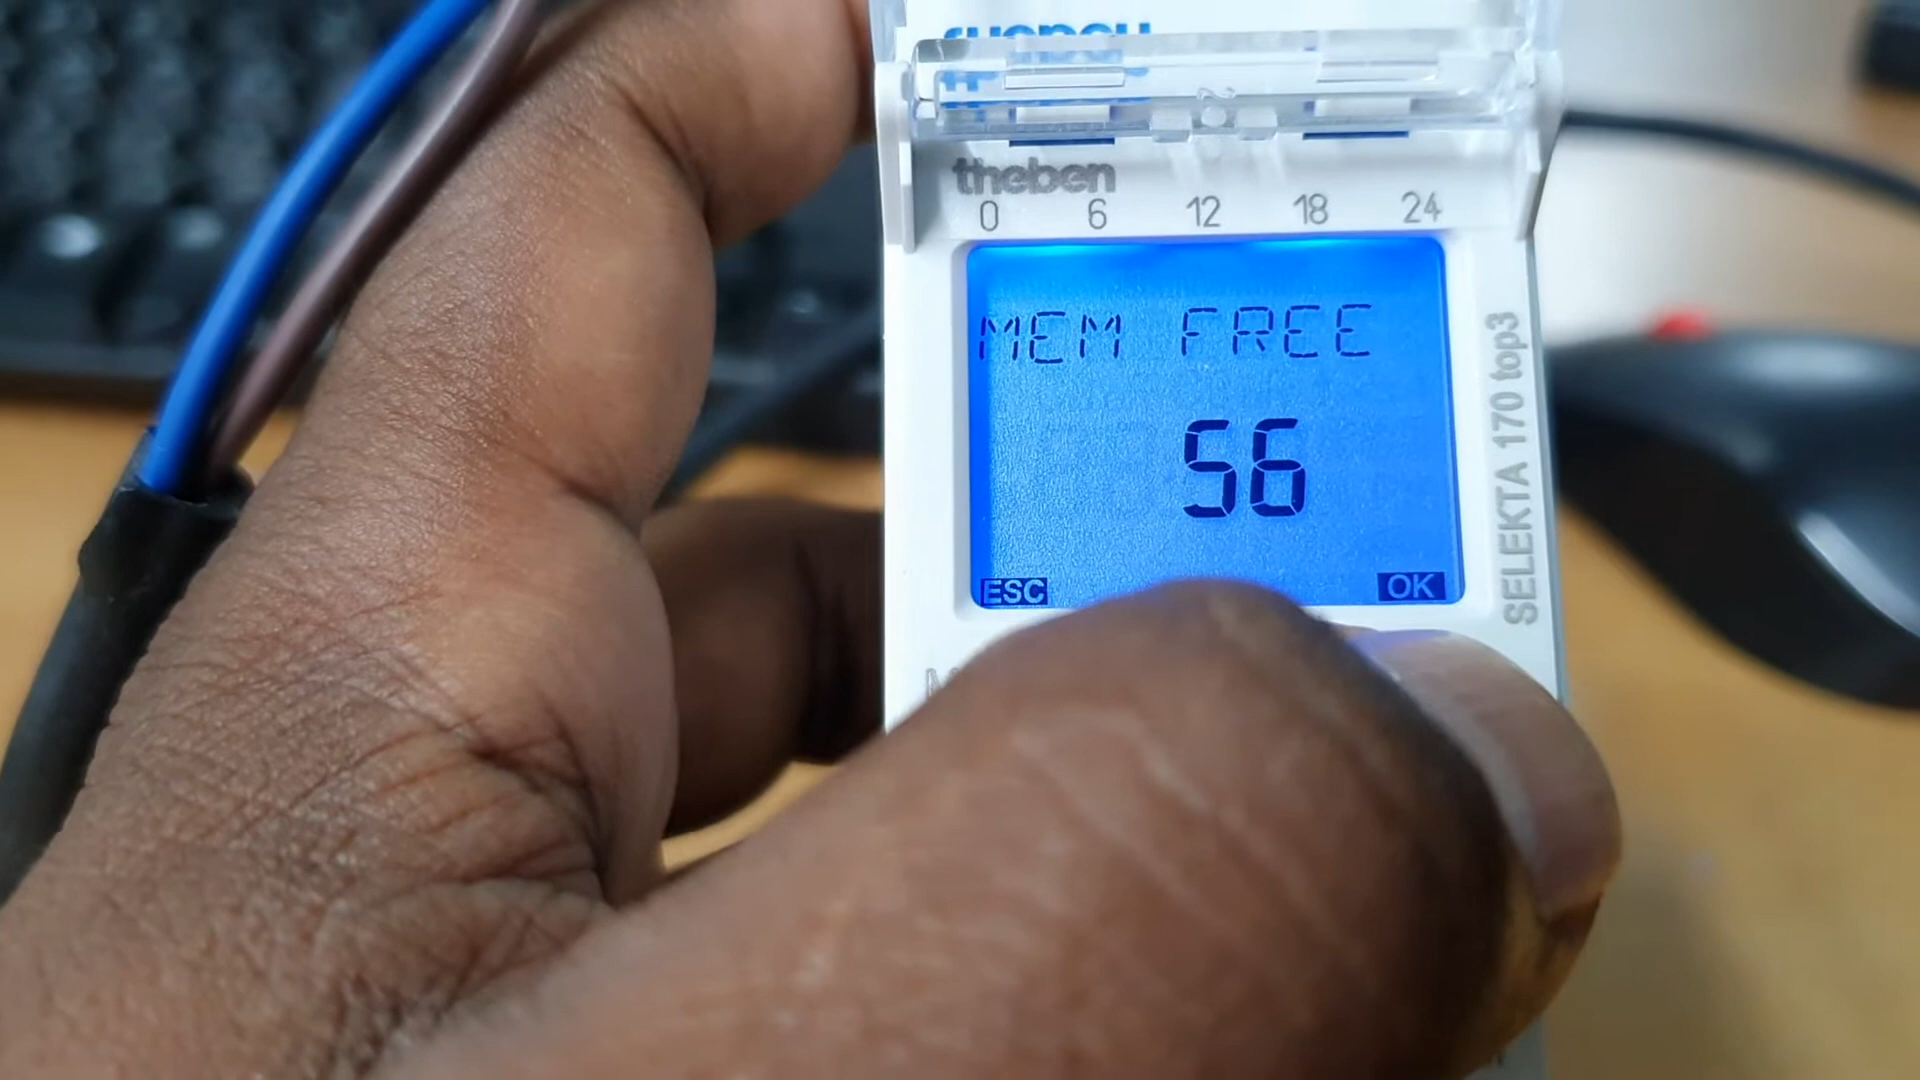 theben
0 6 12 18 24
MEM FREE
56
ESC OK
SELEKTA 170 top3